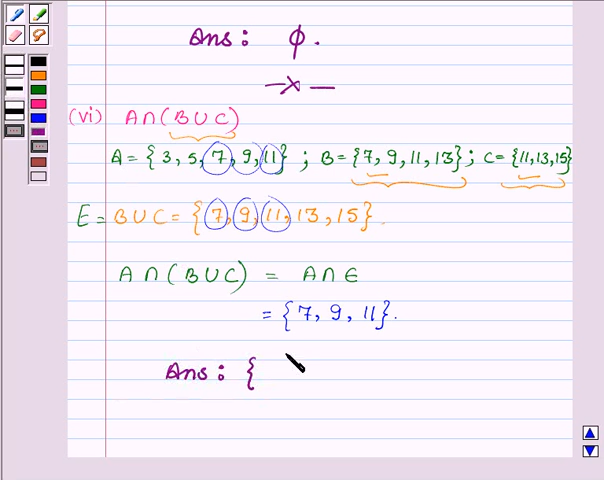 Ans: ϕ.
—x—
(vi) A∩(B∪C)
A = {3, 5, 7, 9, 11} ; B = {7, 9, 11, 13} ; C = {11, 13, 15}
E = B∪C = {7, 9, 11, 13, 15}.
A∩(B∪C) = A∩E
= {7, 9, 11}.
Ans: {